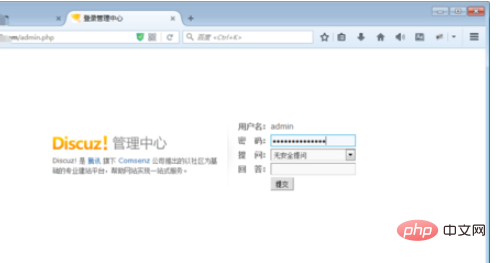 登录管理中心
/admin.php
百度 <Ctrl+K>
Discuz! 管理中心
Discuz! 是 腾讯 旗下 Comsenz 公司推出的以社区为基
础的专业建站平台，帮助网站实现一站式服务。
用户名: admin
密 码:
提 问: 无安全提问
回 答:
提交
php 中文网